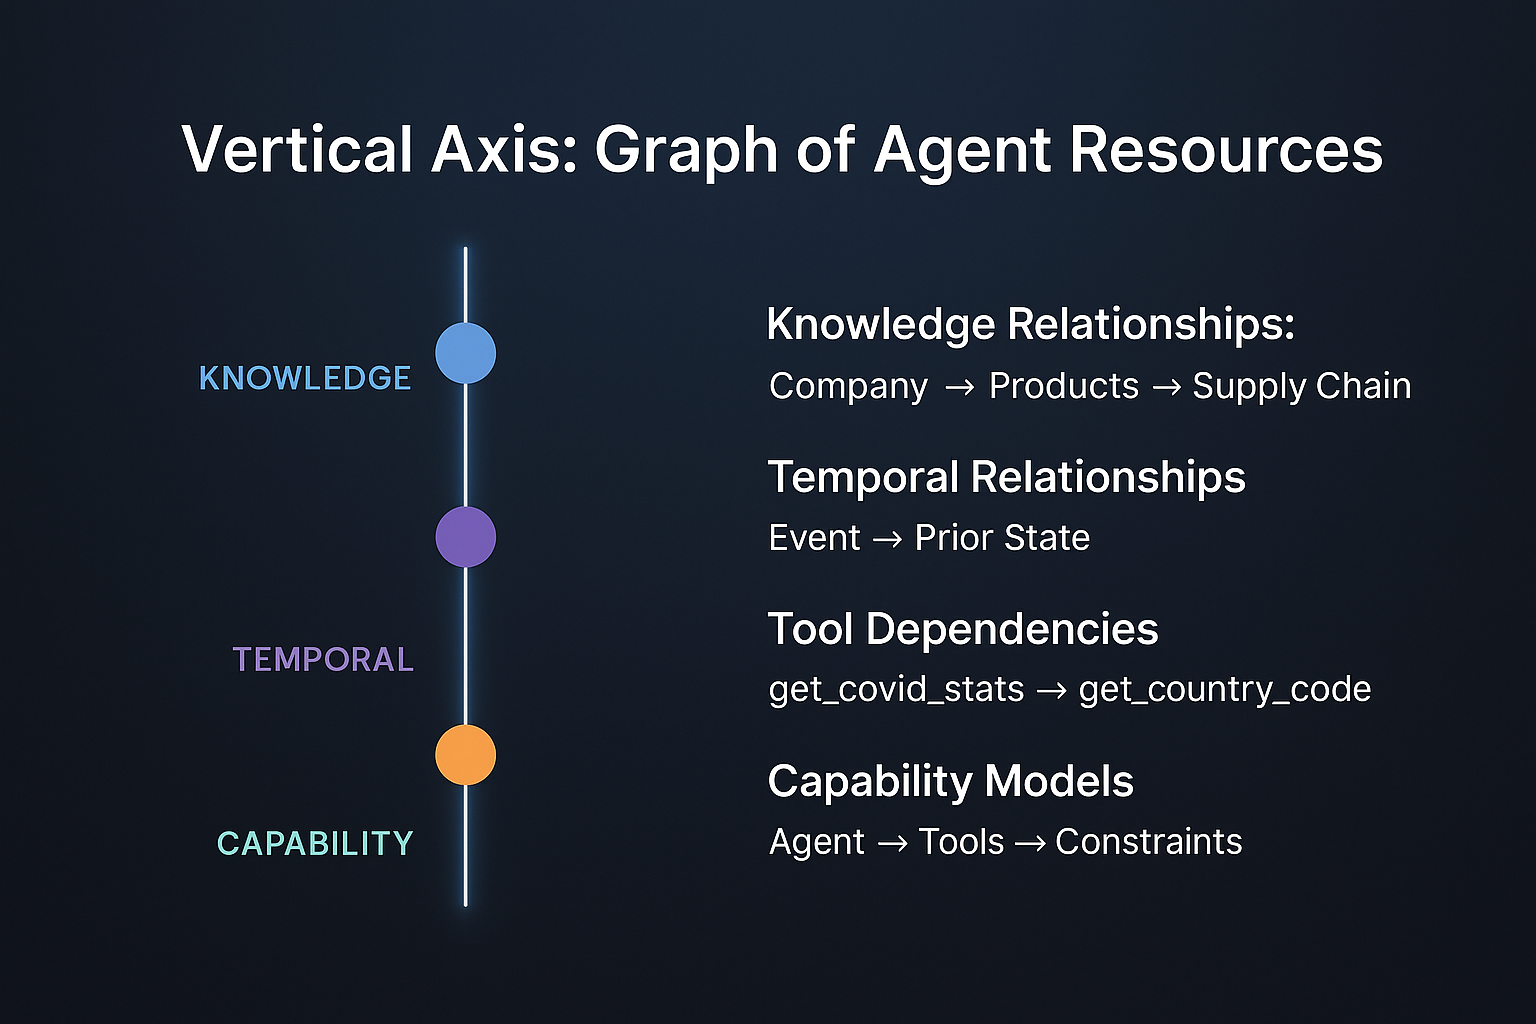 Vertical Axis: Graph of Agent Resources
KNOWLEDGE
TEMPORAL
CAPABILITY
Knowledge Relationships:
Company → Products → Supply Chain
Temporal Relationships
Event → Prior State
Tool Dependencies
get_covid_stats → get_country_code
Capability Models
Agent → Tools → Constraints